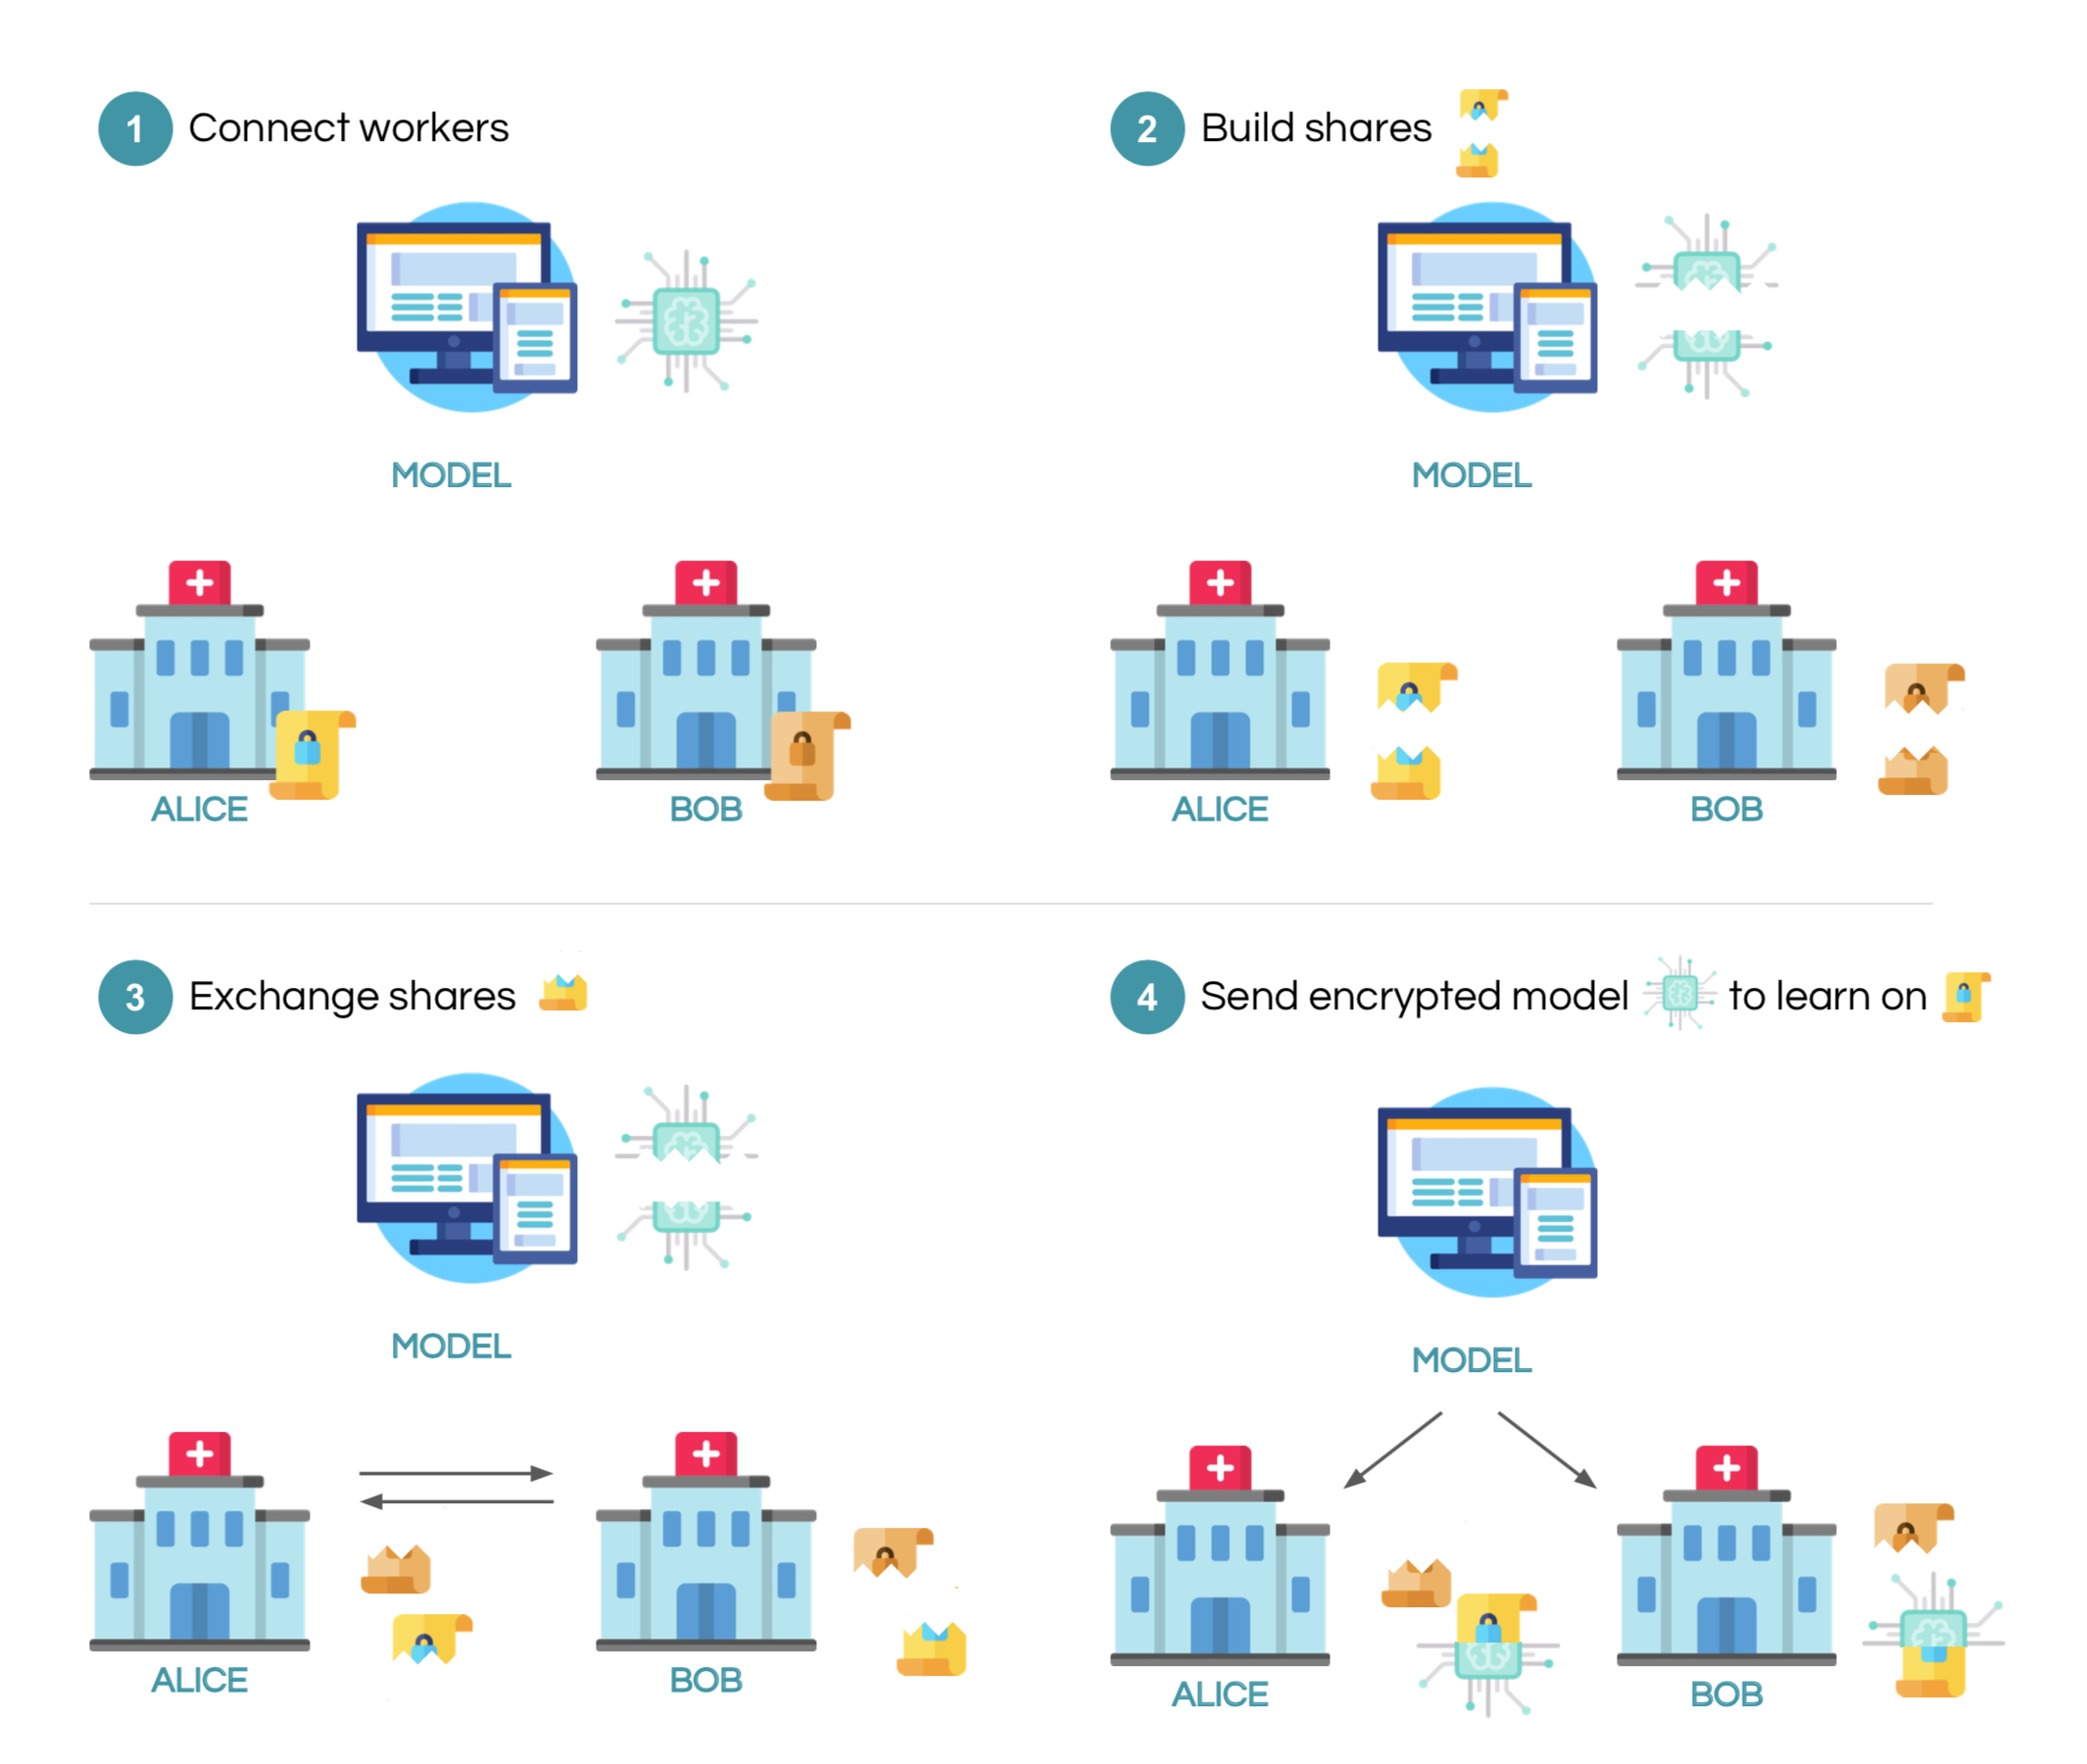 1 Connect workers
MODEL
ALICE
BOB
2 Build shares
MODEL
ALICE
BOB
3 Exchange shares
MODEL
ALICE
BOB
4 Send encrypted model to learn on
MODEL
ALICE
BOB